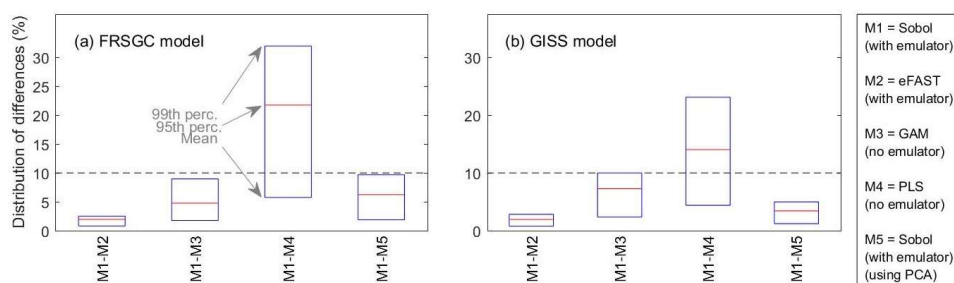 Distribution of differences (%)
30
25
20
15
10
5
0
(a) FRSGC model
99th perc.
95th perc.
Mean
M1-M2
M1-M3
M1-M4
M1-M5
30
25
20
15
10
5
0
(b) GISS model
M1-M2
M1-M3
M1-M4
M1-M5
M1 = Sobol
(with emulator)
M2 = eFAST
(with emulator)
M3 = GAM
(no emulator)
M4 = PLS
(no emulator)
M5 = Sobol
(with emulator)
(using PCA)